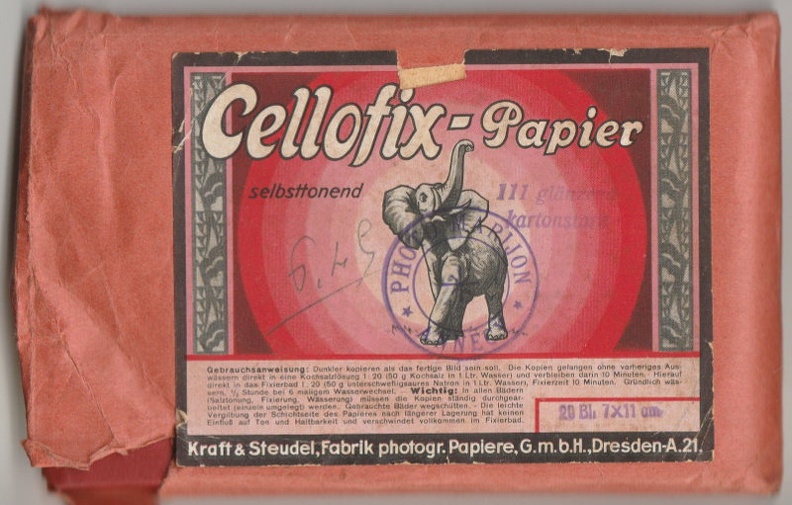 Cellofix-Papier
selbsttonend
111 glänzend
kartonstark
6.49
PHOTO MARIJON
Gebrauchsanweisung: Dunkler kopieren als das fertige Bild sein soll. Die Kopien gelangen ohne vorheriges Aus-
wässern direkt in eine Kochsalzlösung 1 : 20 (50 g Kochsalz in 1 Ltr. Wasser) und verbleiben darin 10 Minuten. Hierauf
direkt in das Fixierbad 1 : 20 (50 g unterschwefligsaures Natron in 1 Ltr. Wasser), Fixierzeit 10 Minuten. Gründlich wäs-
sern, ½ Stunde bei 6 maligem Wasserwechsel. — Wichtig: In allen Bädern
(Salztonung, Fixierung, Wässerung) müssen die Kopien ständig durchgear-
beitet (einzeln umgelegt) werden. Gebrauchte Bäder wegschütten. — Die leichte
Vergilbung der Schichtseite des Papieres nach längerer Lagerung hat keinen
Einfluß auf Ton und Haltbarkeit und verschwindet vollkommen im Fixierbad.
20 Bl. 7X11 cm
Kraft & Steudel, Fabrik photogr. Papiere, G.m.b.H., Dresden-A.21.